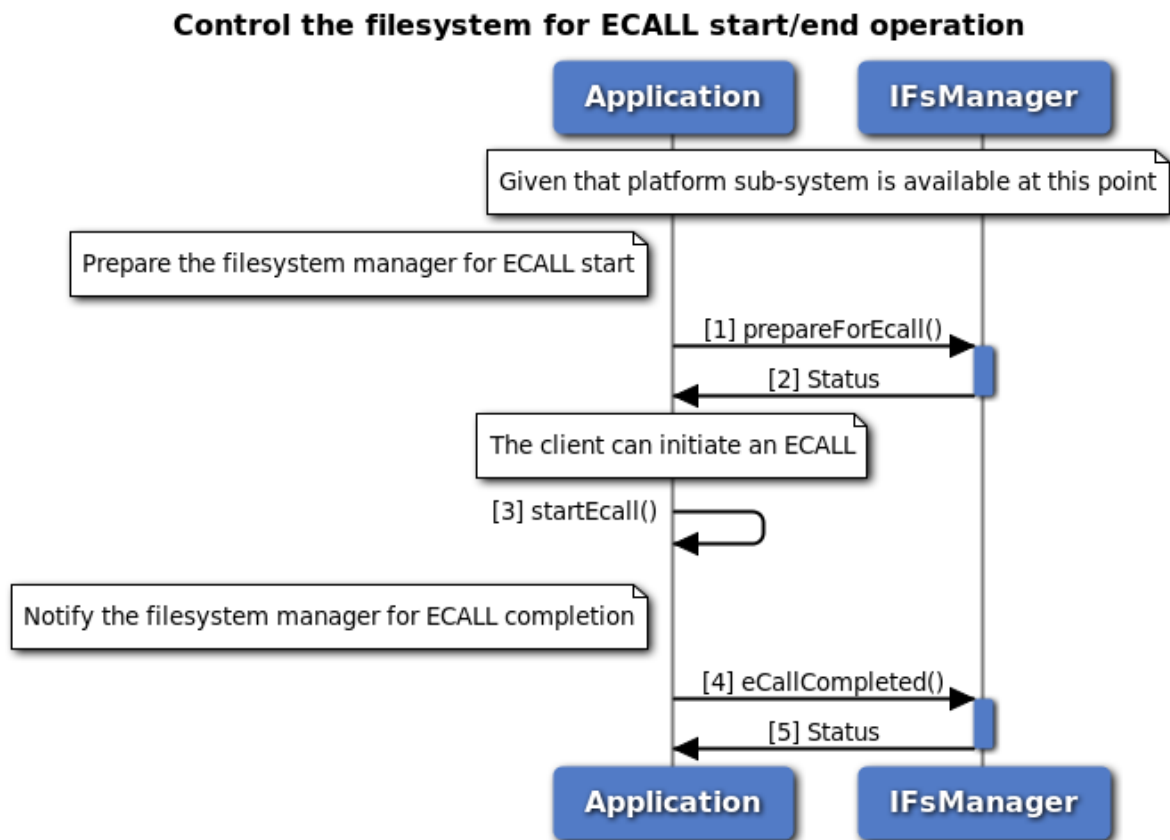 Control the filesystem for ECALL start/end operation
Application
IFsManager
Given that platform sub-system is available at this point
Prepare the filesystem manager for ECALL start
[1] prepareForEcall()
[2] Status
The client can initiate an ECALL
[3] startEcall()
Notify the filesystem manager for ECALL completion
[4] eCallCompleted()
[5] Status
Application
IFsManager